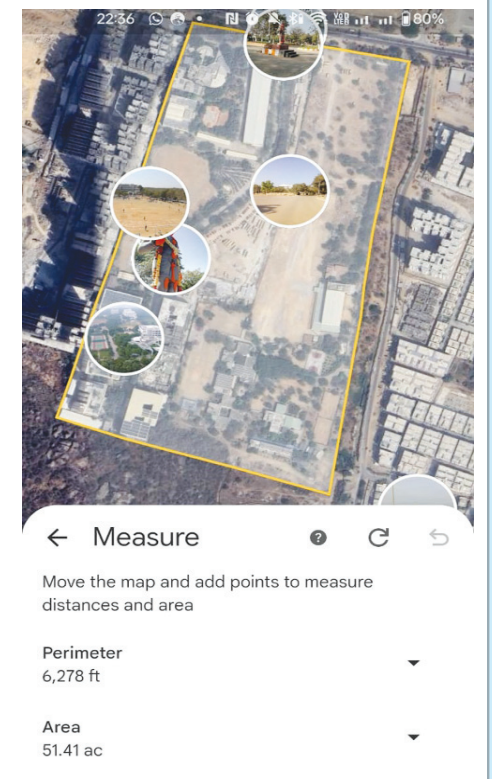 22:36
80%
Measure
Move the map and add points to measure
distances and area
Perimeter
6,278 ft
Area
51.41 ac